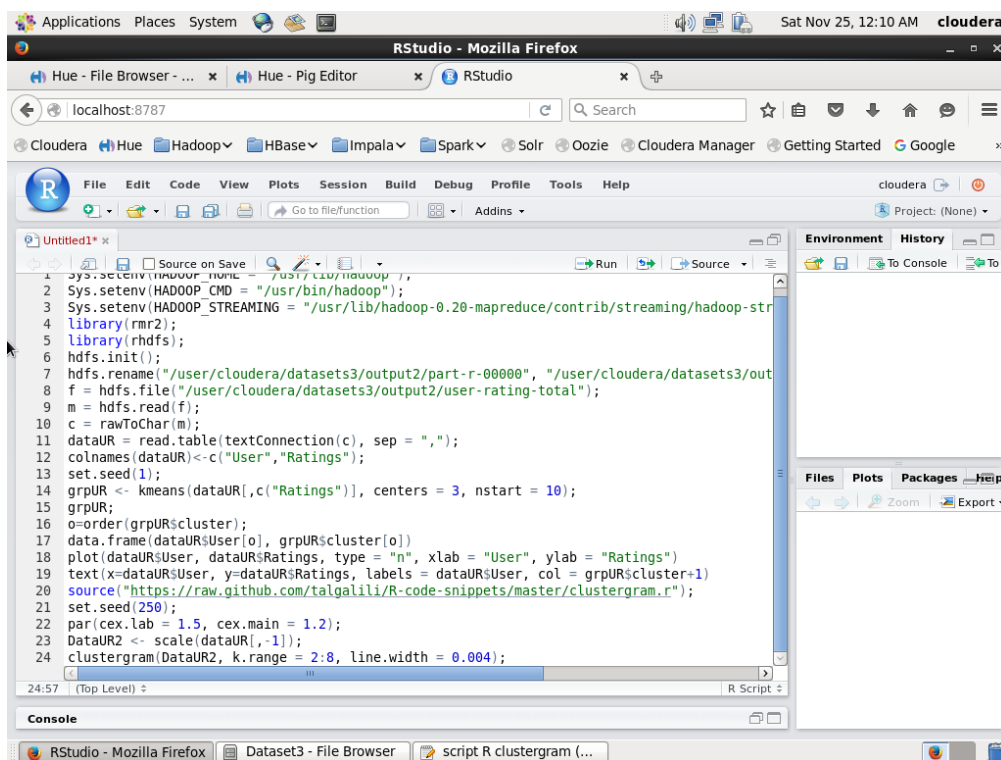 Applications Places System Sat Nov 25, 12:10 AM cloudera
RStudio - Mozilla Firefox
Hue - File Browser - ... × Hue - Pig Editor × RStudio ×
localhost:8787 Search
Cloudera Hue Hadoop HBase Impala Spark Solr Oozie Cloudera Manager Getting Started Google »
File Edit Code View Plots Session Build Debug Profile Tools Help cloudera
Go to file/function Addins Project: (None)
Untitled1* × Environment History
Source on Save Run Source To Console To
1 Sys.setenv(HADOOP_HOME = "/usr/lib/hadoop");
2 Sys.setenv(HADOOP_CMD = "/usr/bin/hadoop");
3 Sys.setenv(HADOOP_STREAMING = "/usr/lib/hadoop-0.20-mapreduce/contrib/streaming/hadoop-str
4 library(rmr2);
5 library(rhdfs);
6 hdfs.init();
7 hdfs.rename("/user/cloudera/datasets3/output2/part-r-00000", "/user/cloudera/datasets3/out
8 f = hdfs.file("/user/cloudera/datasets3/output2/user-rating-total");
9 m = hdfs.read(f);
10 c = rawToChar(m);
11 dataUR = read.table(textConnection(c), sep = ",");
12 colnames(dataUR)<-c("User","Ratings");
13 set.seed(1);
14 grpUR <- kmeans(dataUR[,c("Ratings")], centers = 3, nstart = 10);
15 grpUR;
16 o=order(grpUR$cluster);
17 data.frame(dataUR$User[o], grpUR$cluster[o])
18 plot(dataUR$User, dataUR$Ratings, type = "n", xlab = "User", ylab = "Ratings")
19 text(x=dataUR$User, y=dataUR$Ratings, labels = dataUR$User, col = grpUR$cluster+1)
20 source("https://raw.github.com/talgalili/R-code-snippets/master/clustergram.r");
21 set.seed(250);
22 par(cex.lab = 1.5, cex.main = 1.2);
23 DataUR2 <- scale(dataUR[,-1]);
24 clustergram(DataUR2, k.range = 2:8, line.width = 0.004);
Files Plots Packages Help
Zoom Export
24:57 (Top Level) R Script
Console
RStudio - Mozilla Firefox Dataset3 - File Browser script R clustergram (...